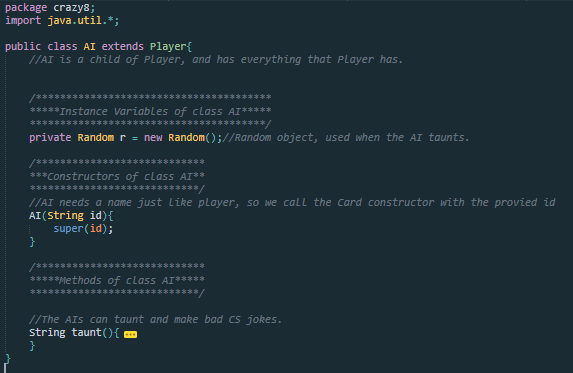 package crazy8;
import java.util.*;
public class AI extends Player{
//AI is a child of Player, and has everything that Player has.
/****************************************
*****Instance Variables of class AI*****
****************************************/
private Random r = new Random();//Random object, used when the AI taunts.
/*****************************
***Constructors of class AI**
*****************************/
//AI needs a name just like player, so we call the Card constructor with the provied id
AI(String id){
super(id);
}
/*****************************
*****Methods of class AI*****
*****************************/
//The AIs can taunt and make bad CS jokes.
String taunt(){ ...
}
}